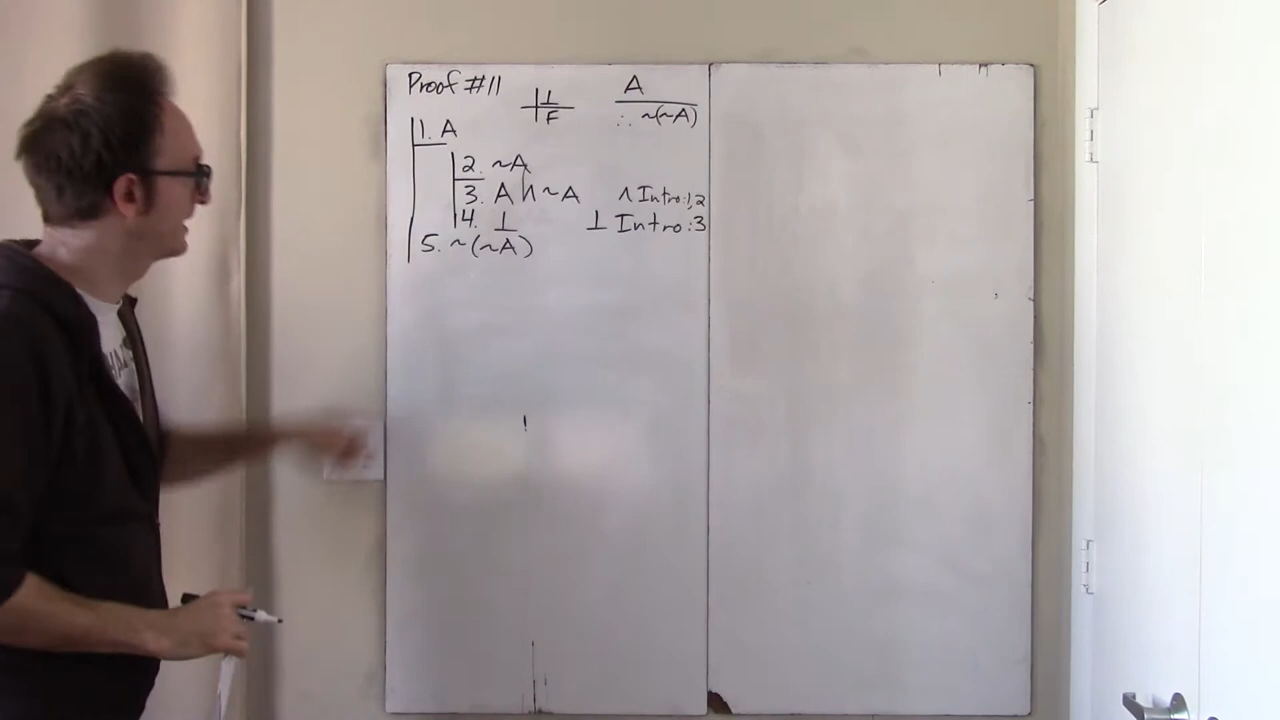 Proof #11
⊥
F
A
∴ ~(~A)
1. A
2. ~A
3. A ∧ ~A ∧ Intro: 1, 2
4. ⊥ ⊥ Intro: 3
5. ~(~A)